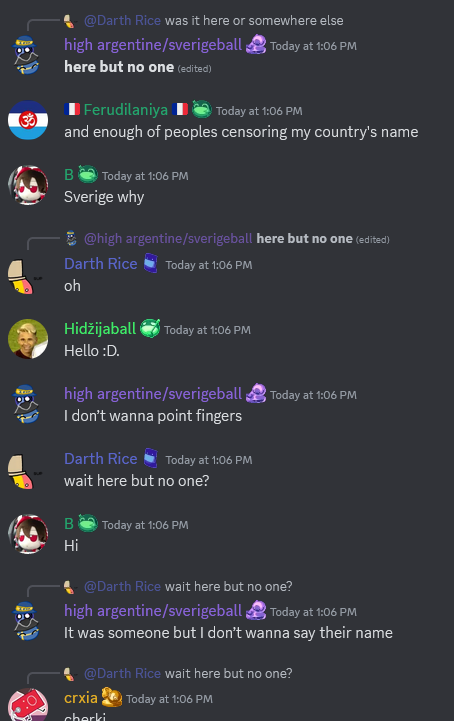 @Darth Rice was it here or somewhere else
high argentine/sverigeball Today at 1:06 PM
here but no one (edited)
Ferudilaniya Today at 1:06 PM
and enough of peoples censoring my country's name
B Today at 1:06 PM
Sverige why
@high argentine/sverigeball here but no one (edited)
Darth Rice Today at 1:06 PM
oh
Hidžijaball Today at 1:06 PM
Hello :D.
high argentine/sverigeball Today at 1:06 PM
I don't wanna point fingers
Darth Rice Today at 1:06 PM
wait here but no one?
B Today at 1:06 PM
Hi
@Darth Rice wait here but no one?
high argentine/sverigeball Today at 1:06 PM
It was someone but I don't wanna say their name
@Darth Rice wait here but no one?
crxia Today at 1:06 PM
cherki